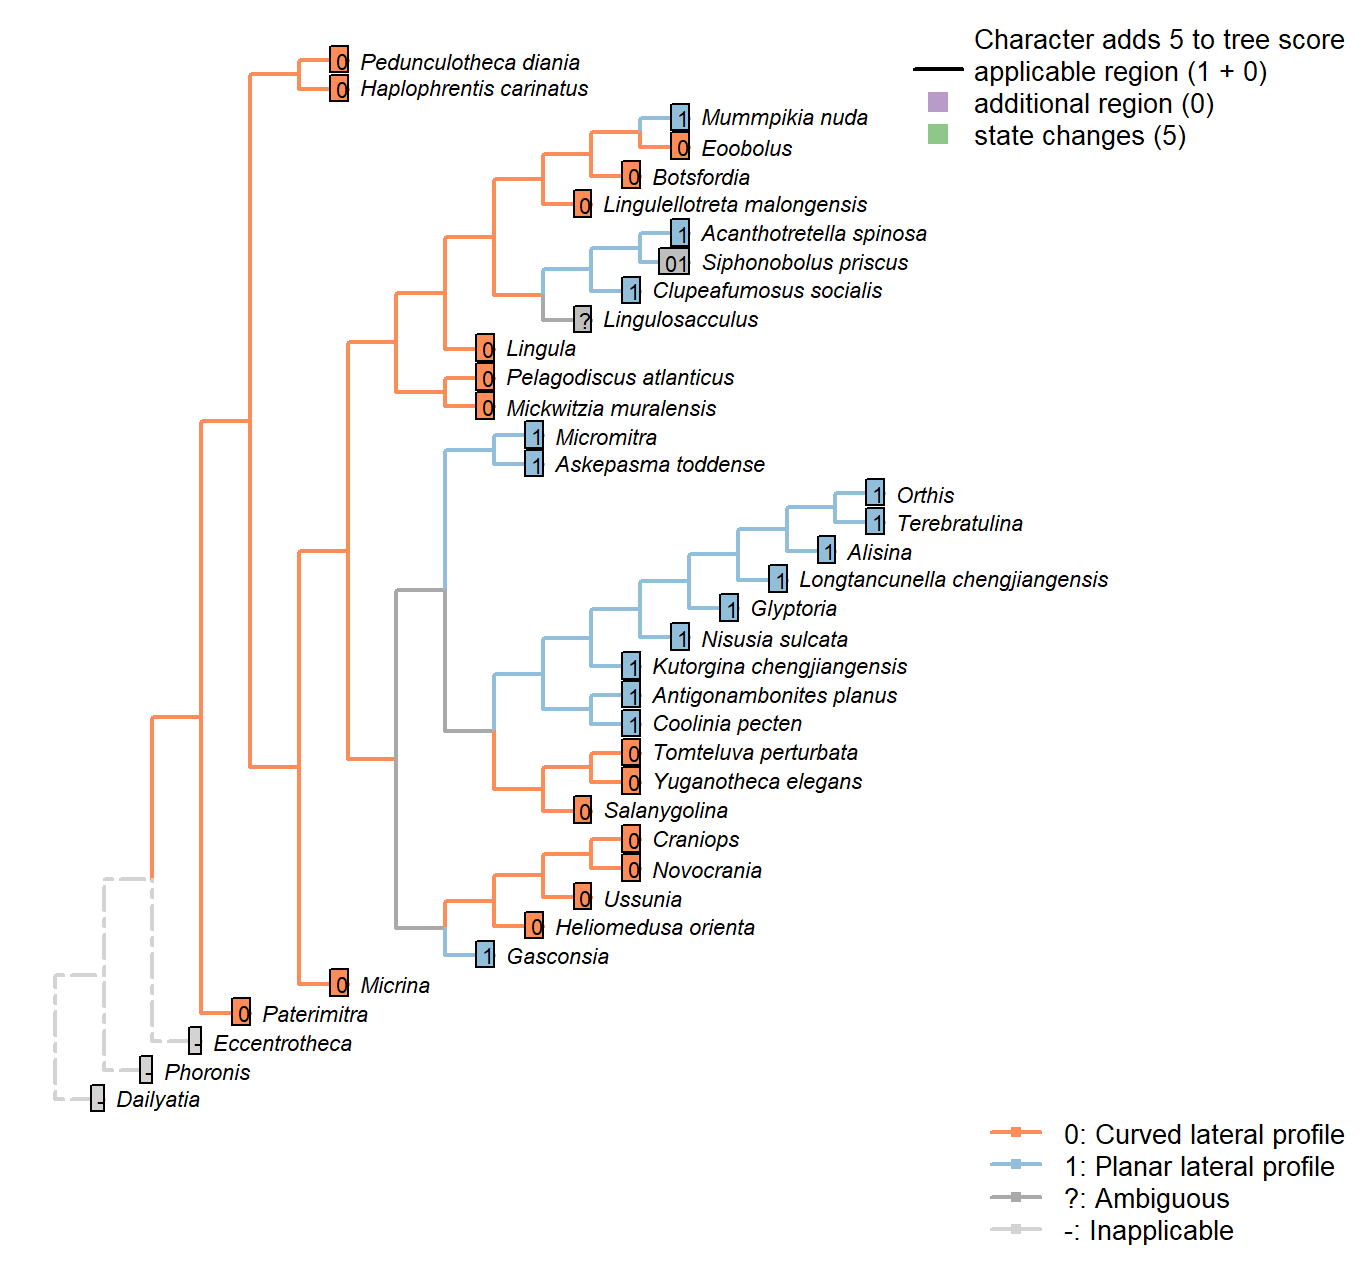 Character adds 5 to tree score
applicable region (1 + 0)
additional region (0)
state changes (5)
0 Pedunculotheca diania
0 Haplophrentis carinatus
1 Mummpikia nuda
0 Eoobolus
0 Botsfordia
0 Lingulellotreta malongensis
1 Acanthotretella spinosa
01 Siphonobolus priscus
1 Clupeafumosus socialis
? Lingulosacculus
0 Lingula
0 Pelagodiscus atlanticus
0 Mickwitzia muralensis
1 Micromitra
1 Askepasma toddense
1 Orthis
1 Terebratulina
1 Alisina
1 Longtancunella chengjiangensis
1 Glyptoria
1 Nisusia sulcata
1 Kutorgina chengjiangensis
1 Antigonambonites planus
1 Coolinia pecten
0 Tomteluva perturbata
0 Yuganotheca elegans
0 Salanygolina
0 Craniops
0 Novocrania
0 Ussunia
0 Heliomedusa orienta
1 Gasconsia
0 Micrina
0 Paterimitra
- Eccentrotheca
- Phoronis
- Dailyatia
0: Curved lateral profile
1: Planar lateral profile
?: Ambiguous
-: Inapplicable